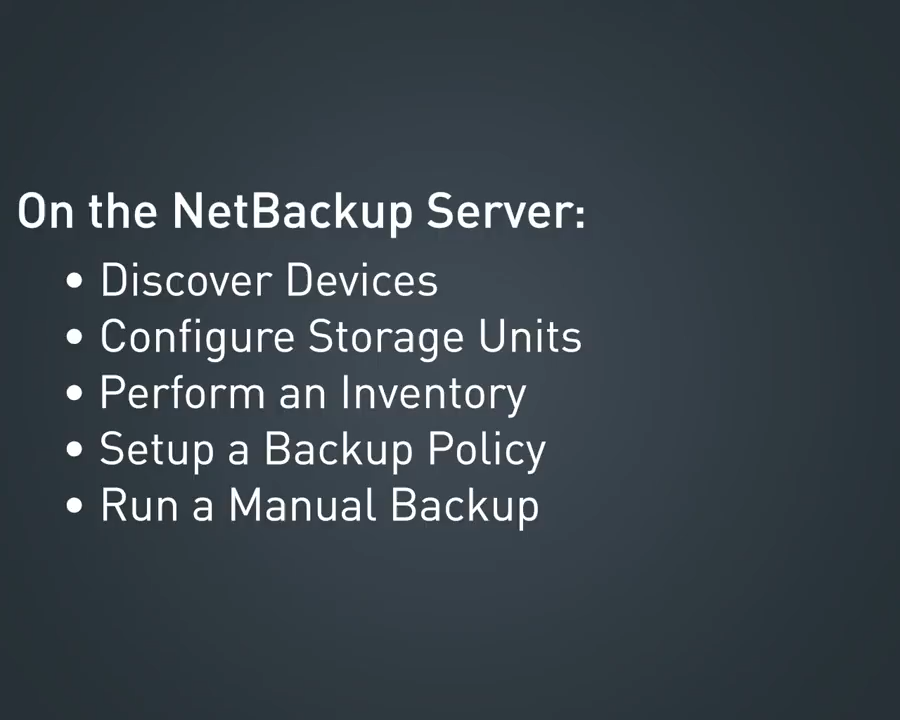 On the NetBackup Server:
• Discover Devices
• Configure Storage Units
• Perform an Inventory
• Setup a Backup Policy
• Run a Manual Backup